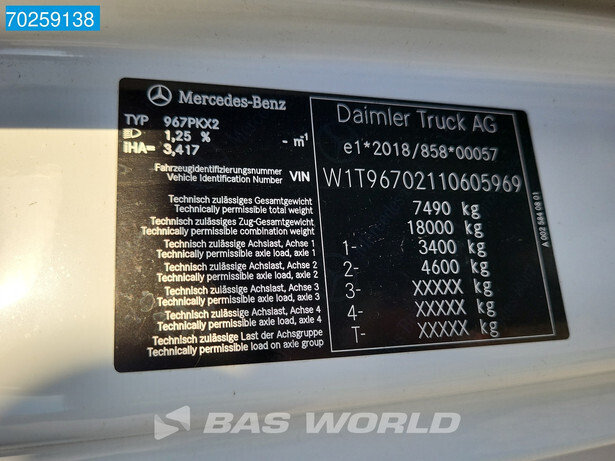 70259138
Mercedes-Benz
TYP 967PKX2
1,25 % - m¹
iHA= 3,417
Fahrzeugidentifizierungsnummer
Vehicle Identification Number VIN
Technisch zulässiges Gesamtgewicht
Technically permissible total weight
Technisch zulässiges Zug-Gesamtgewicht
Technically permissible combination weight
Technisch zulässige Achslast, Achse 1
Technically permissible axle load, axle 1
Technisch zulässige Achslast, Achse 2
Technically permissible axle load, axle 2
Technisch zulässige Achslast, Achse 3
Technically permissible axle load, axle 3
Technisch zulässige Achslast, Achse 4
Technically permissible axle load, axle 4
Technisch zulässige Last der Achsgruppe
Technically permissible load on axle group
Daimler Truck AG
e1*2018/858*00057
W1T96702110605969
7490 kg
18000 kg
1- 3400 kg
2- 4600 kg
3- XXXXX kg
4- XXXXX kg
T- XXXXX kg
A 002 584 08 01
BAS WORLD